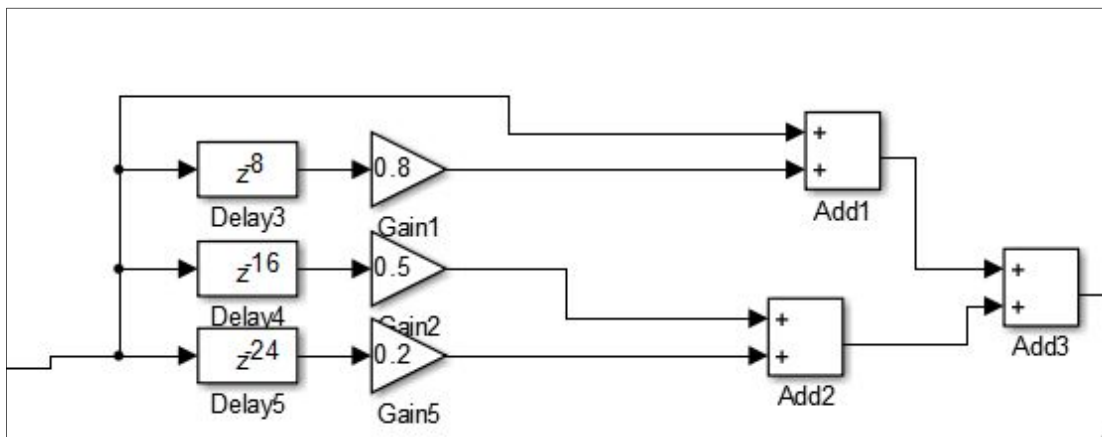 +
z-8
0.8
+
Delay3
Gain1
Add1
z-16
0.5
+
Delay4
Gain2
+
+
z-24
0.2
+
Add3
Delay5
Gain5
Add2